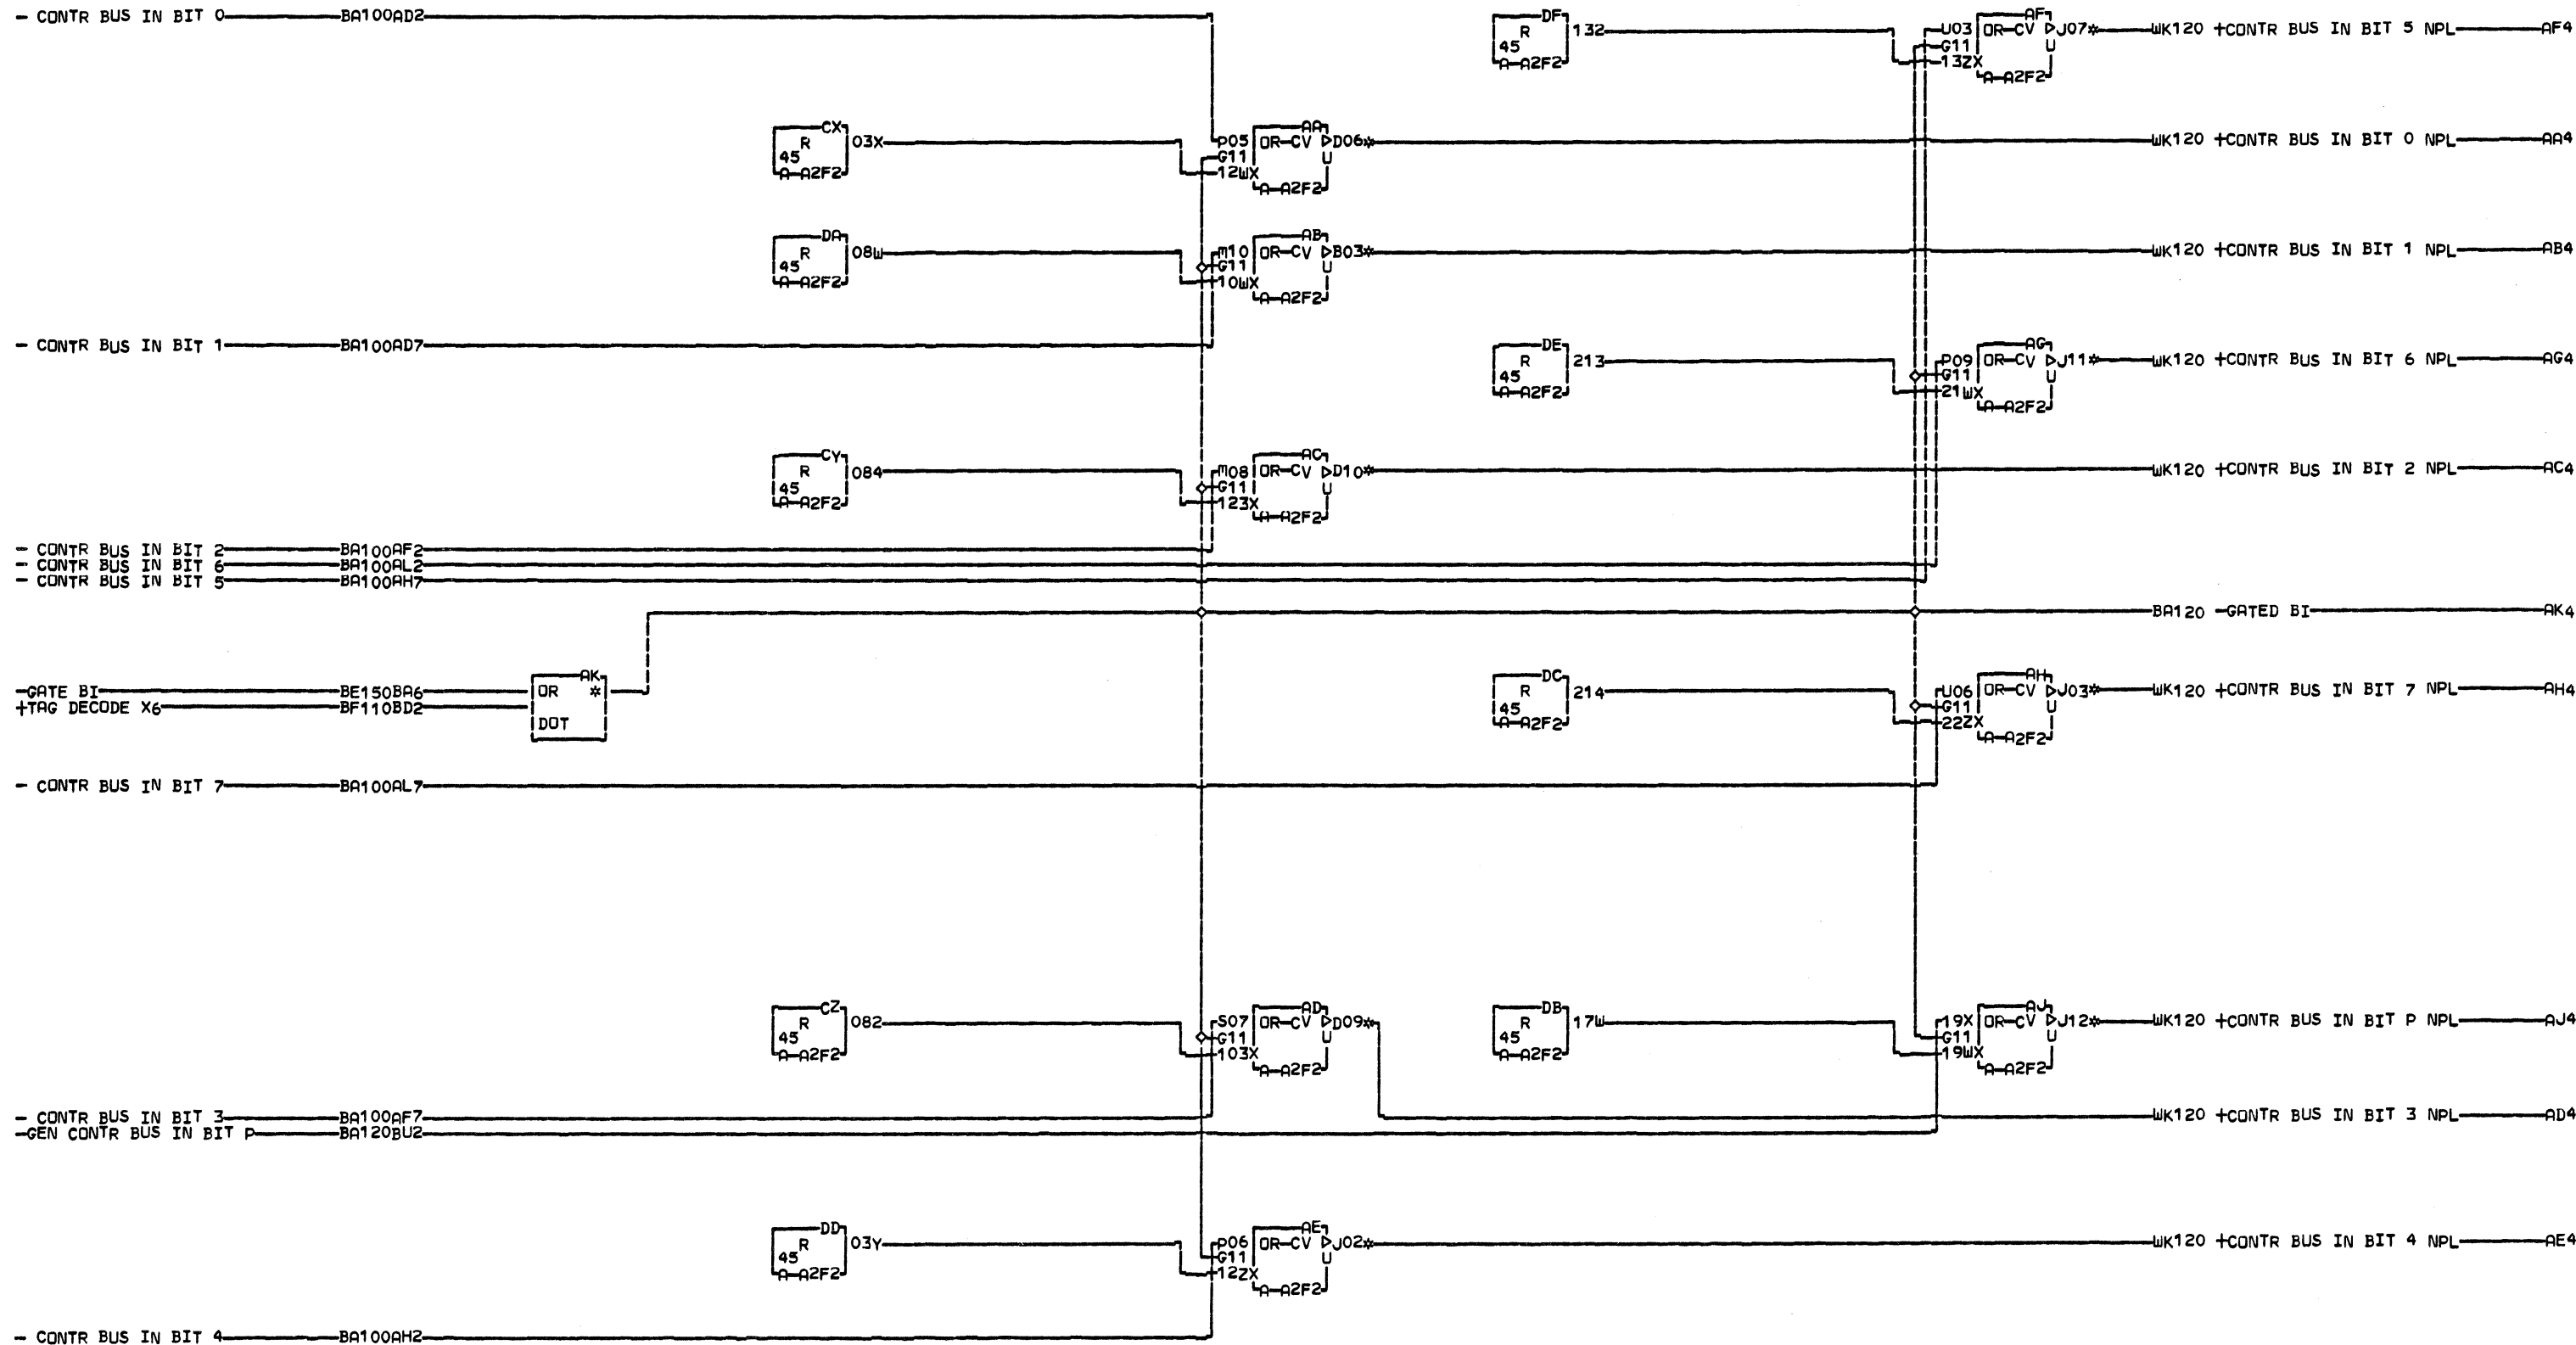 - CONTR BUS IN BIT 0 BA100AD2
DF
R 132
45
A-A2F2
AF
U03 OR-CV J07* WK120 +CONTR BUS IN BIT 5 NPL AF4
G11 U
13ZX
A-A2F2
CX
R 03X
45
A-A2F2
AA
P05 OR-CV D06* WK120 +CONTR BUS IN BIT 0 NPL AA4
G11 U
12WX
A-A2F2
DA
R 08W
45
A-A2F2
AB
M10 OR-CV B03* WK120 +CONTR BUS IN BIT 1 NPL AB4
G11 U
10WX
A-A2F2
- CONTR BUS IN BIT 1 BA100AD7
DE
R 213
45
A-A2F2
AG
P09 OR-CV J11* WK120 +CONTR BUS IN BIT 6 NPL AG4
G11 U
21WX
A-A2F2
CY
R 084
45
A-A2F2
AC
M08 OR-CV D10* WK120 +CONTR BUS IN BIT 2 NPL AC4
G11 U
123X
A-A2F2
- CONTR BUS IN BIT 2 BA100AF2
- CONTR BUS IN BIT 6 BA100AL2
- CONTR BUS IN BIT 5 BA100AH7
BA120 -GATED BI AK4
-GATE BI BE150BA6
+TAG DECODE X6 BF110BD2
AK
OR *
DOT
DC
R 214
45
A-A2F2
AH
U06 OR-CV J03* WK120 +CONTR BUS IN BIT 7 NPL AH4
G11 U
22ZX
A-A2F2
- CONTR BUS IN BIT 7 BA100AL7
CZ
R 082
45
A-A2F2
AD
S07 OR-CV D09*
G11 U
103X
A-A2F2
DB
R 17W
45
A-A2F2
AJ
19X OR-CV J12* WK120 +CONTR BUS IN BIT P NPL AJ4
G11 U
19WX
A-A2F2
- CONTR BUS IN BIT 3 BA100AF7
WK120 +CONTR BUS IN BIT 3 NPL AD4
-GEN CONTR BUS IN BIT P BA120BU2
DD
R 03Y
45
A-A2F2
AE
P06 OR-CV J02* WK120 +CONTR BUS IN BIT 4 NPL AE4
G11 U
12ZX
A-A2F2
- CONTR BUS IN BIT 4 BA100AH2